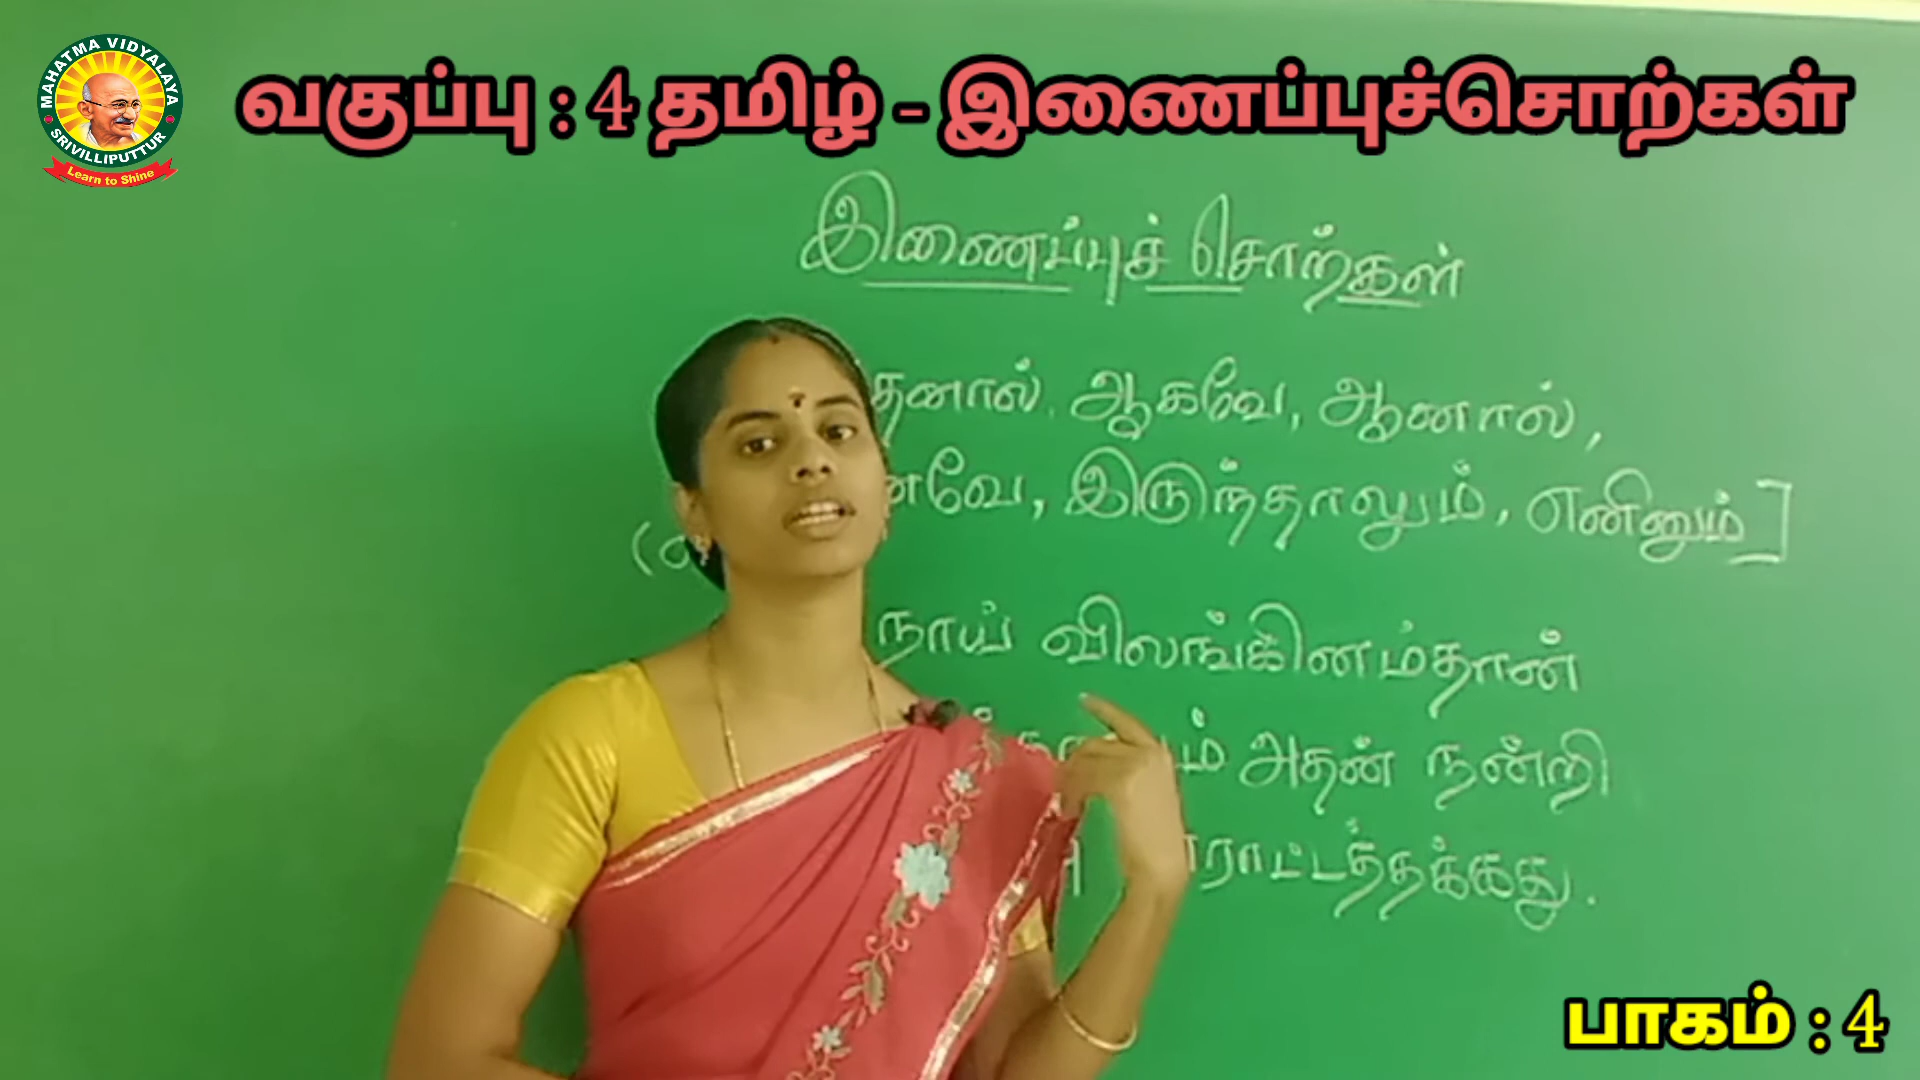 MAHATMA VIDYALAYA
SRIVILLIPUTTUR
Learn to Shine
வகுப்பு : 4 தமிழ் - இணைப்புச்சொற்கள்
இணைப்புச் சொற்கள்
தனால். ஆகவே, ஆனால்,
னவே, இருந்தாலும், எனினும்]
நாய் விலங்கினம்தான்
அதன் நன்றி
ராட்டத்தக்கது.
பாகம் : 4